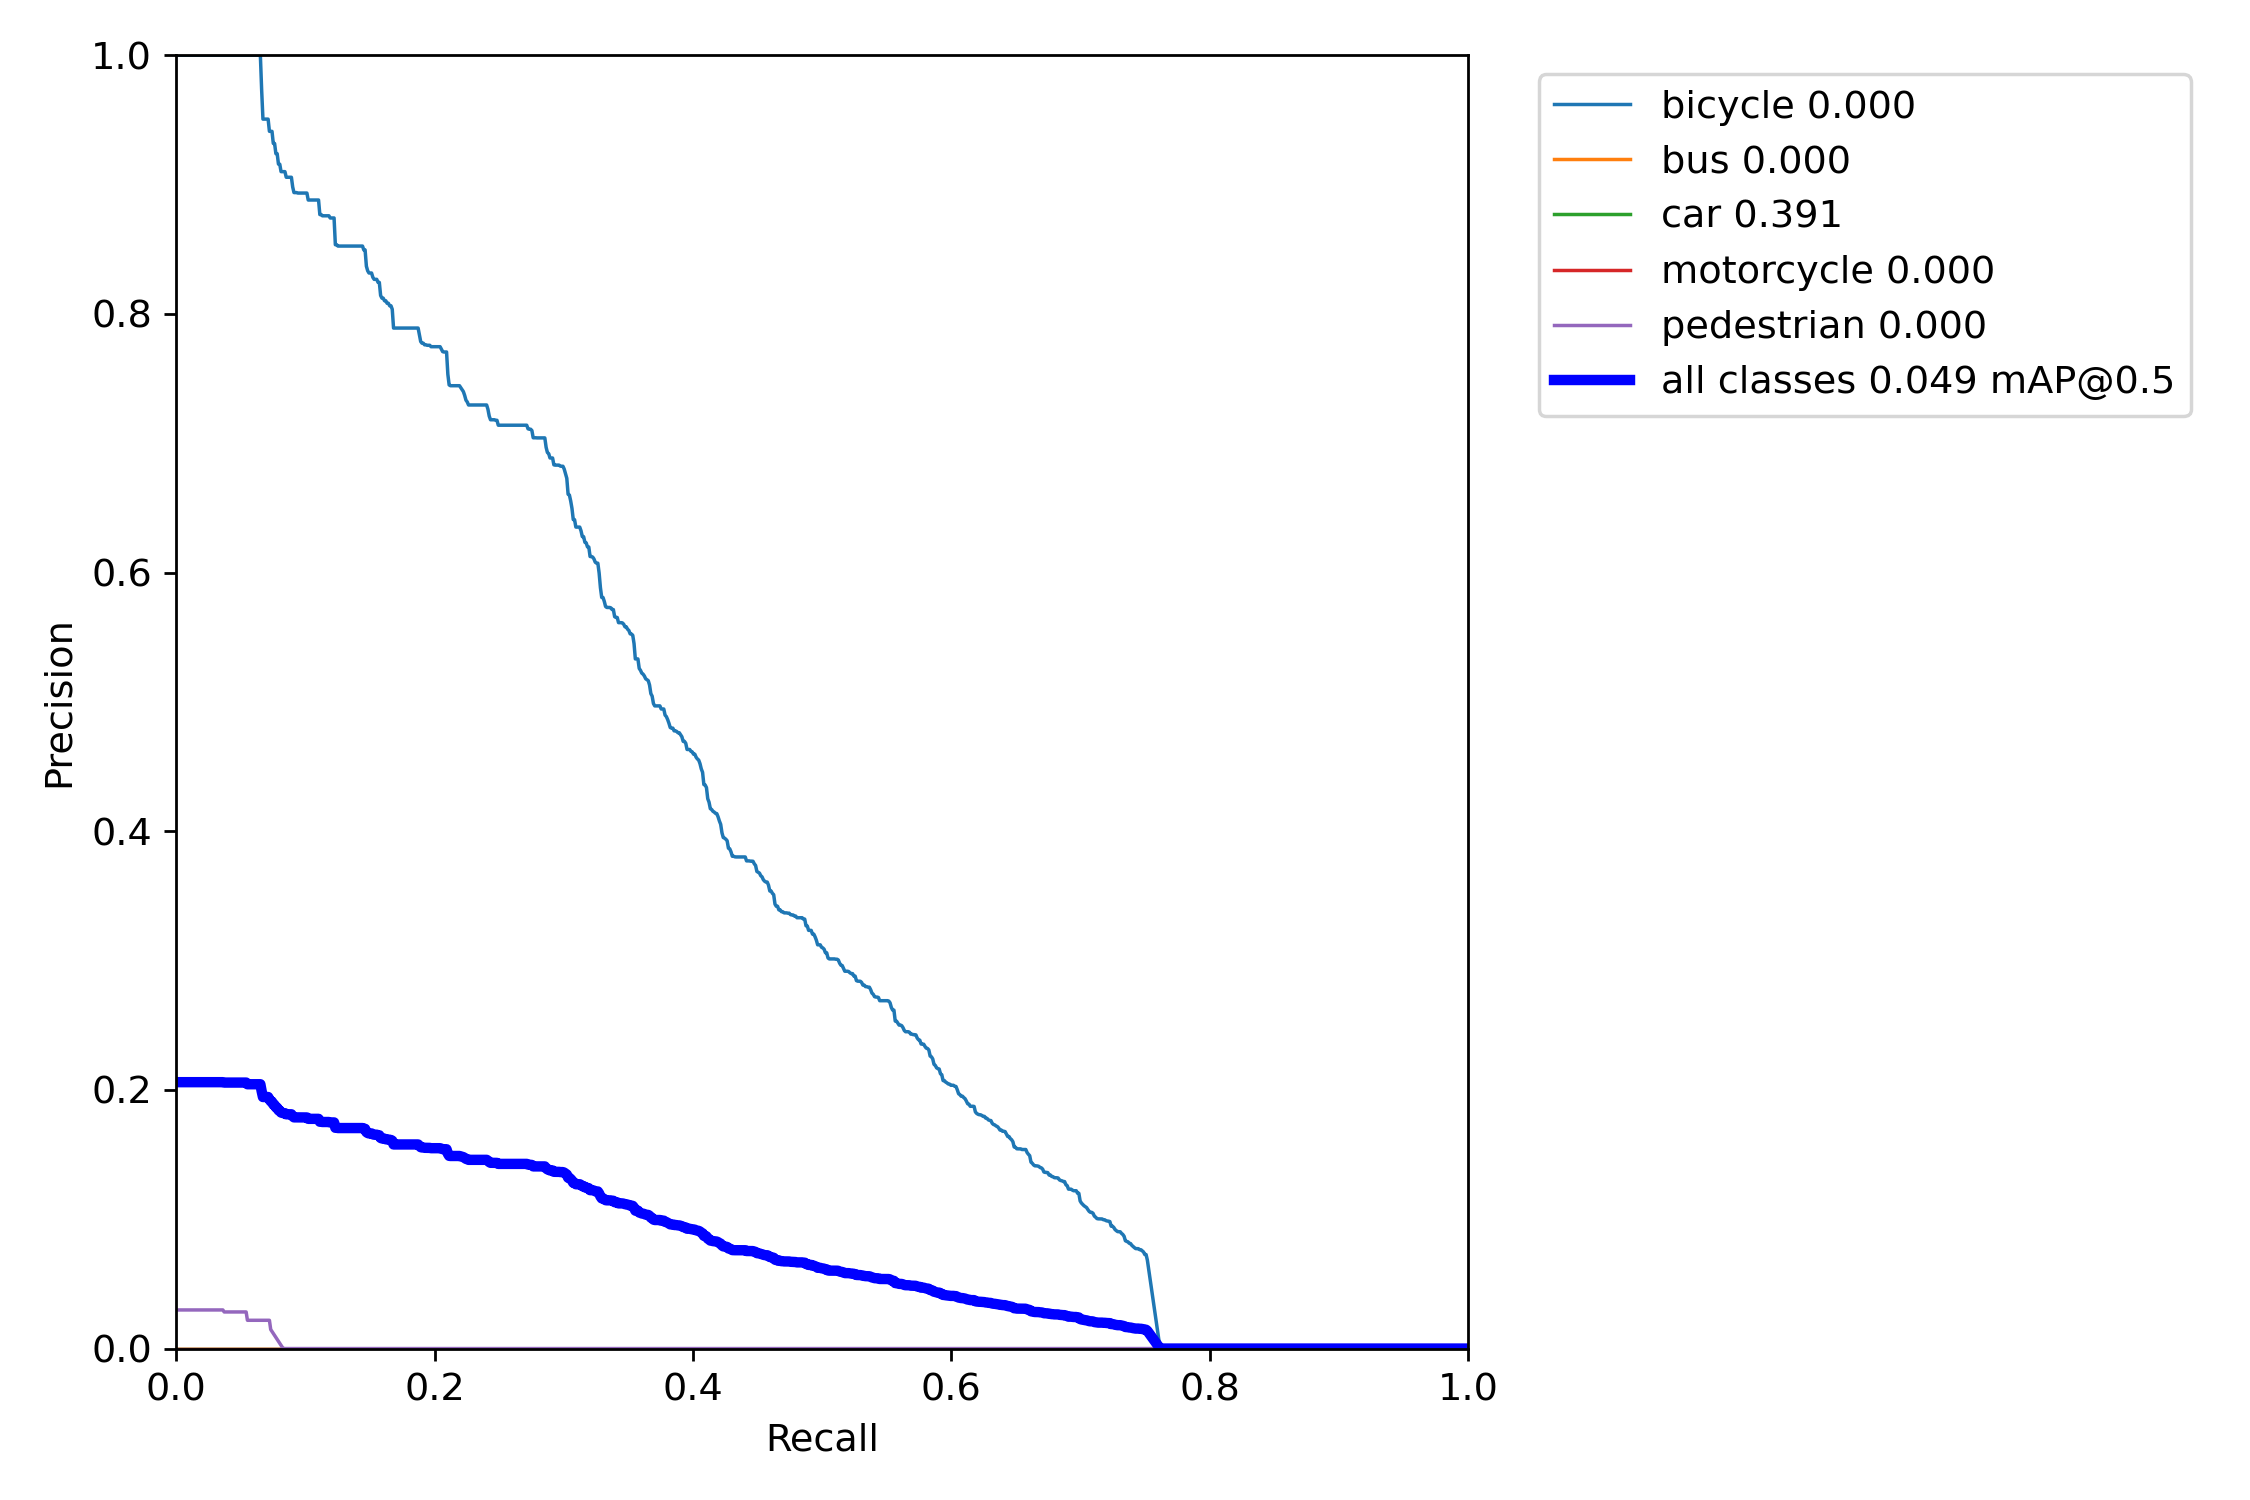 1.0
0.8
0.6
0.4
0.2
0.0
Precision
0.0 0.2 0.4 0.6 0.8 1.0
Recall
bicycle 0.000
bus 0.000
car 0.391
motorcycle 0.000
pedestrian 0.000
all classes 0.049 mAP@0.5